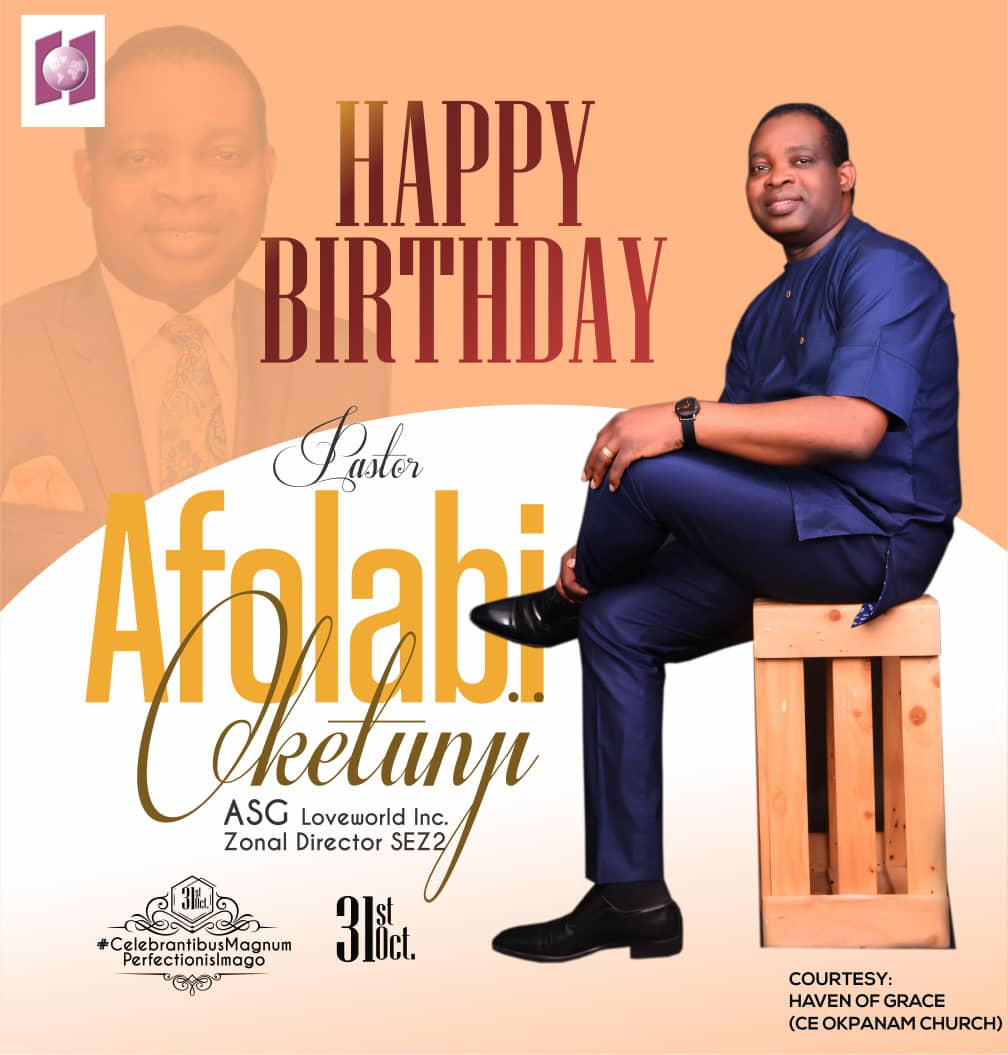 HAPPY
BIRTHDAY
Pastor
Afolabi
Oketunji
ASG Loveworld Inc.
Zonal Director SEZ2
31st Oct.
#CelebrantibusMagnum
PerfectionisImago
31st Oct.
COURTESY:
HAVEN OF GRACE
(CE OKPANAM CHURCH)